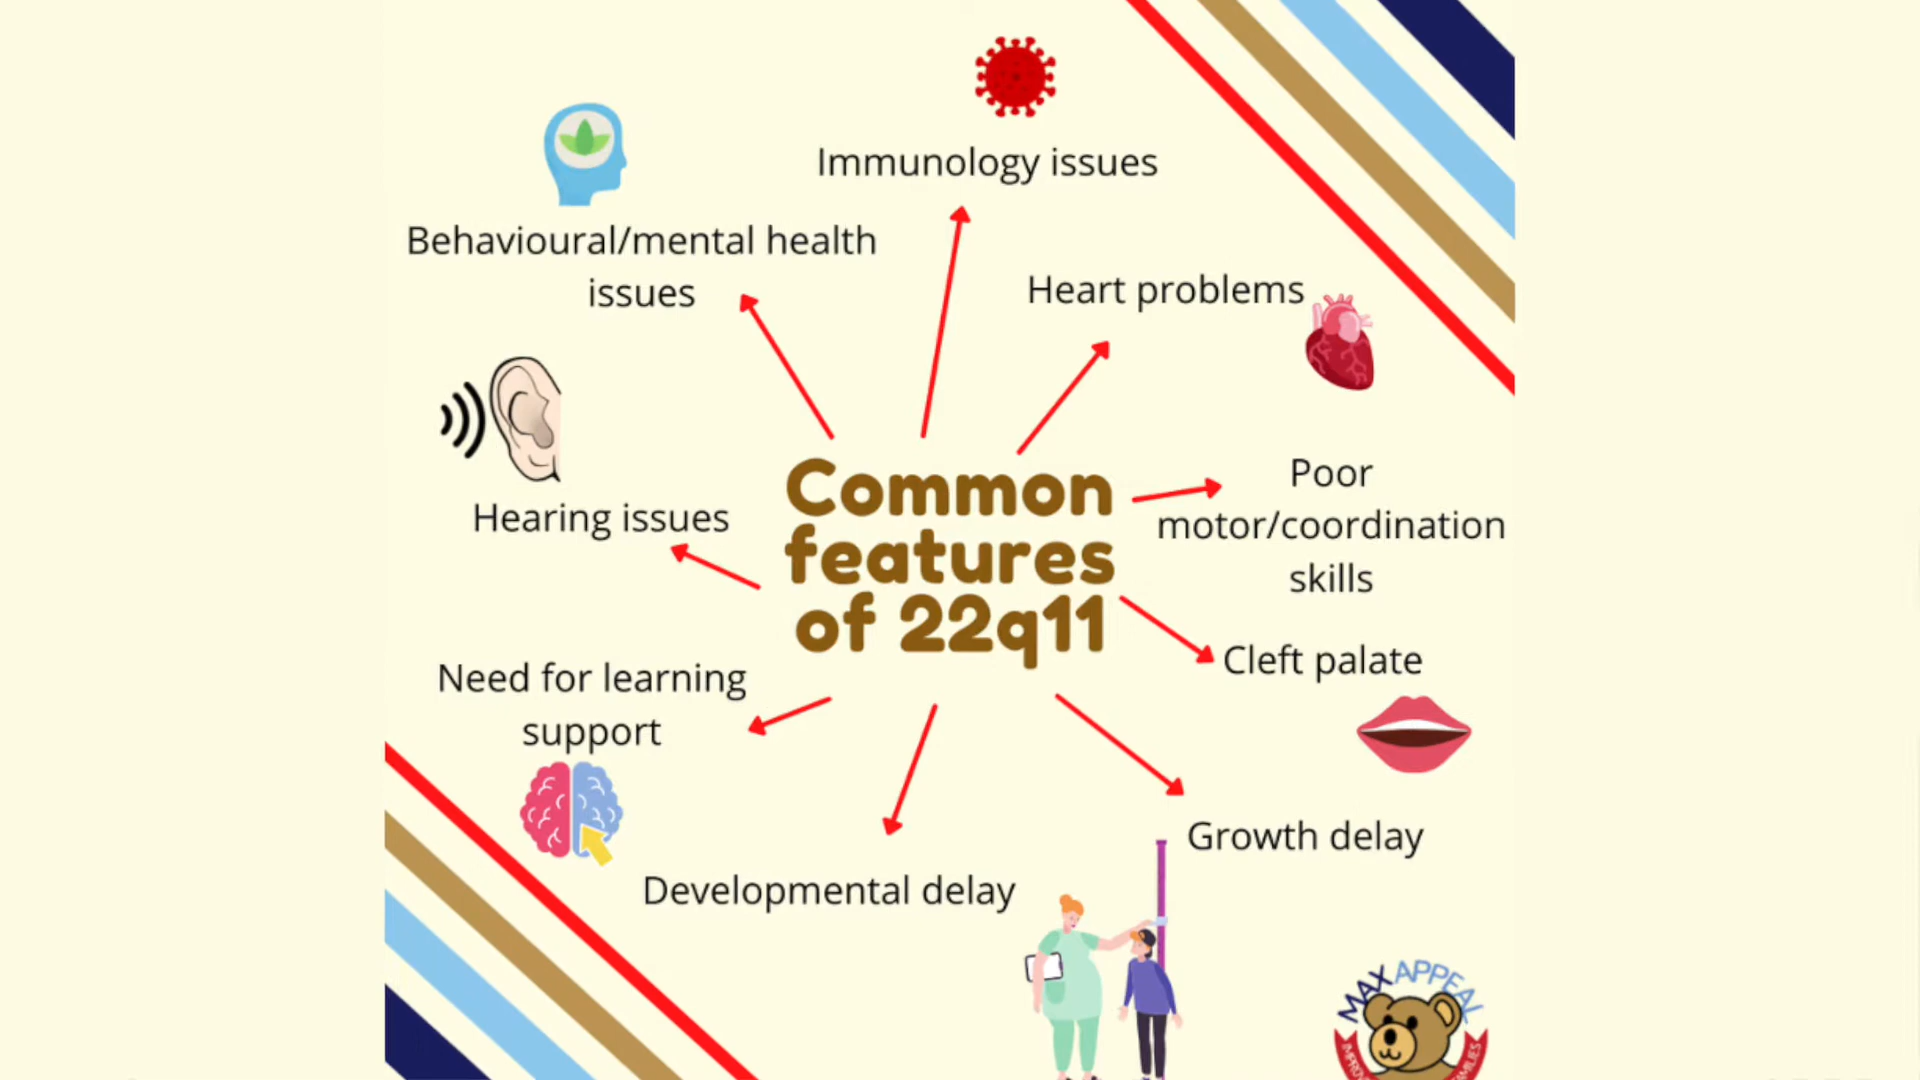 Immunology issues
Behavioural/mental health
issues
Heart problems
Common
features
of 22q11
Poor
motor/coordination
skills
Hearing issues
Cleft palate
Need for learning
support
Growth delay
Developmental delay
MAX APPEAL